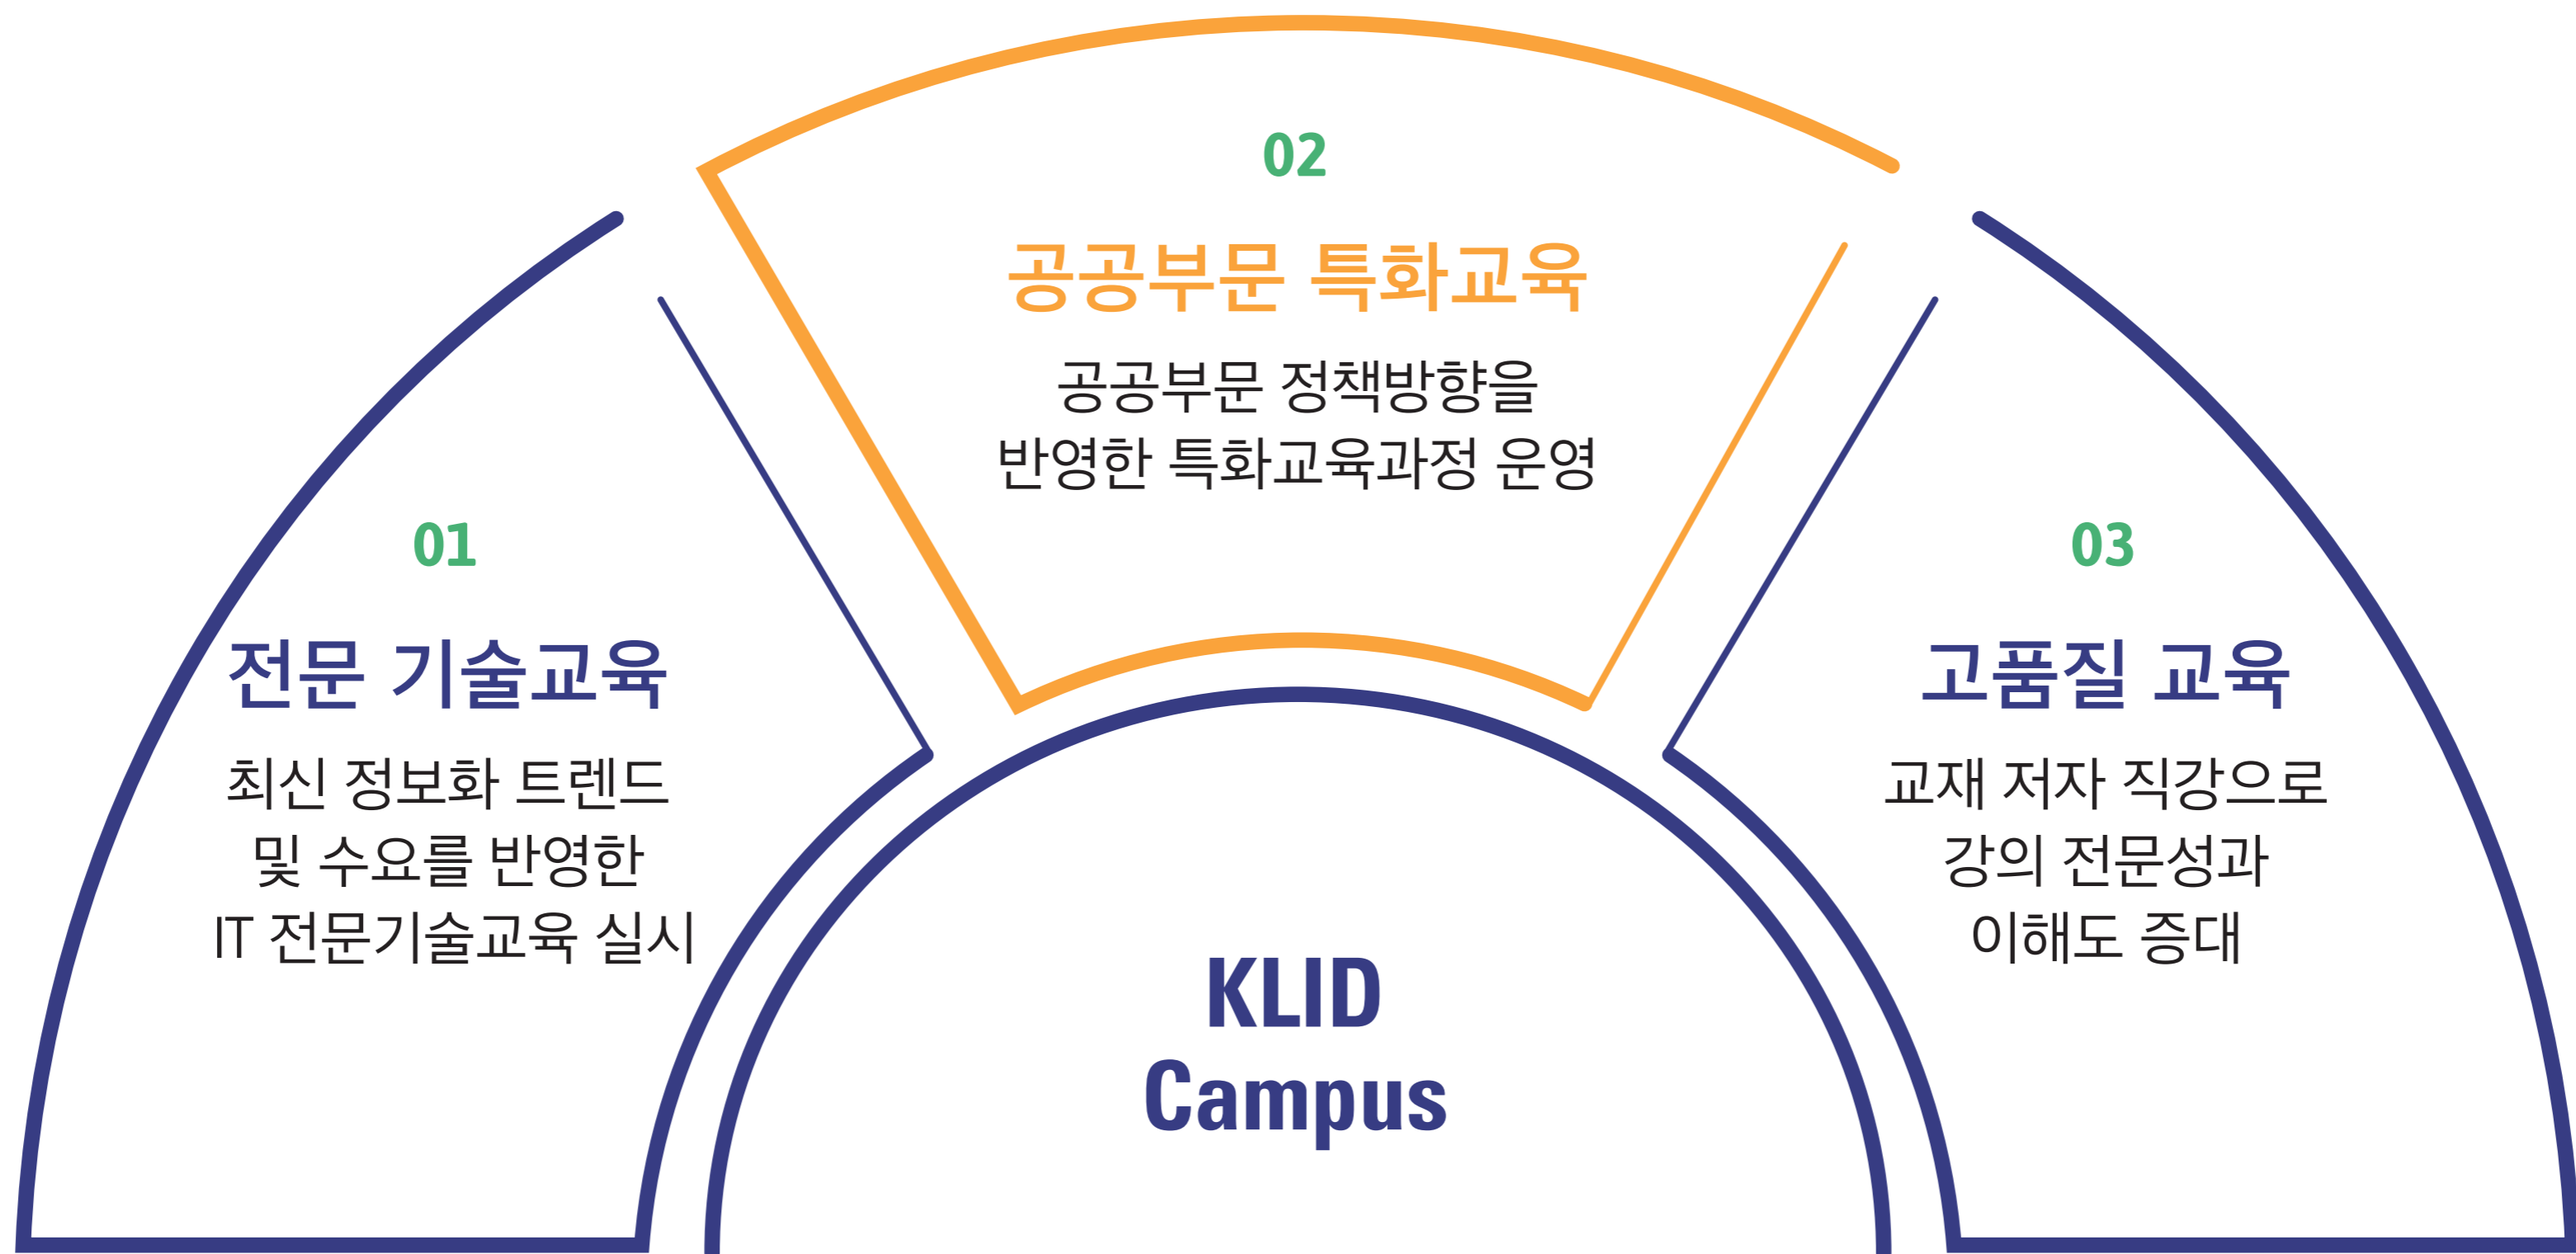 01
전문 기술교육
최신 정보화 트렌드
및 수요를 반영한
IT 전문기술교육 실시
02
공공부문 특화교육
공공부문 정책방향을
반영한 특화교육과정 운영
03
고품질 교육
교재 저자 직강으로
강의 전문성과
이해도 증대
KLID
Campus